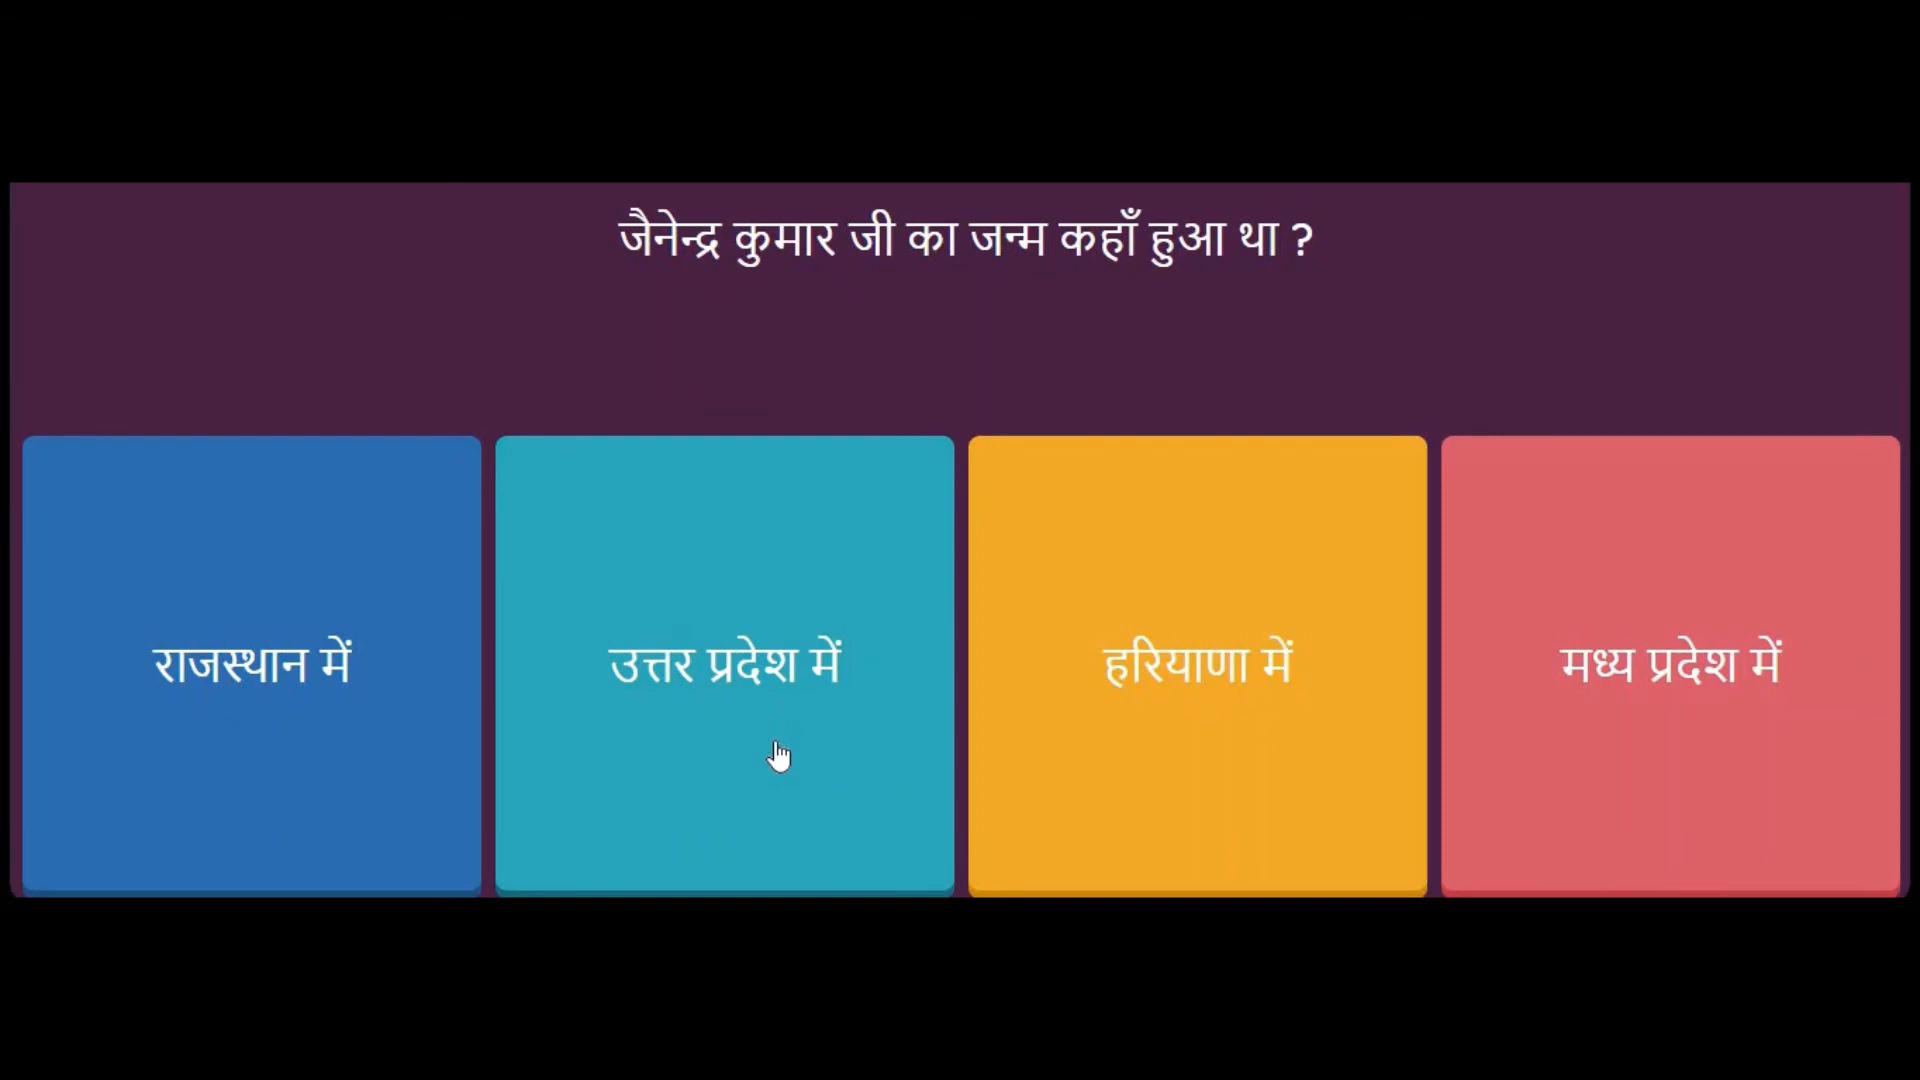 जैनेन्द्र कुमार जी का जन्म कहाँ हुआ था ?
राजस्थान में
उत्तर प्रदेश में
हरियाणा में
मध्य प्रदेश में